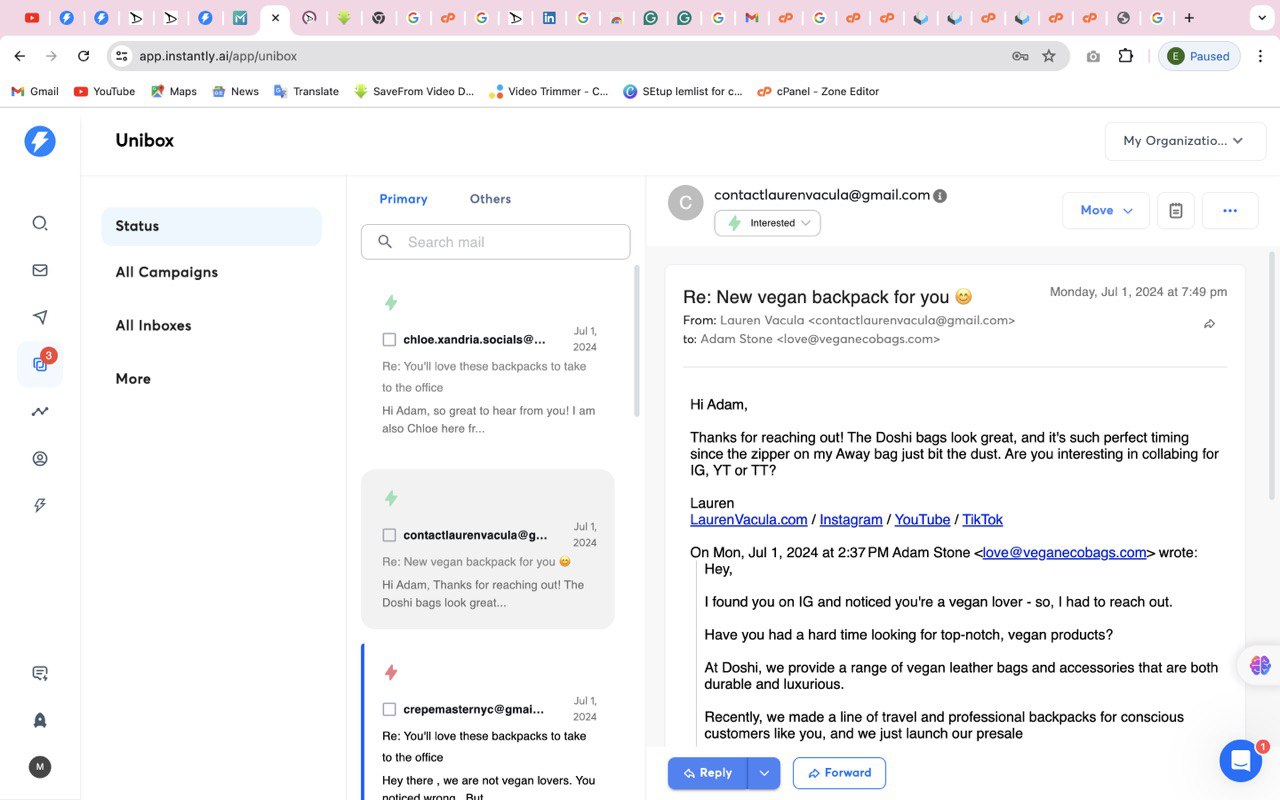 app.instantly.ai/app/unibox
E
Paused
Gmail
YouTube
Maps
News
Translate
SaveFrom Video D...
Video Trimmer - C...
SEtup lemlist for c...
cPanel - Zone Editor
Unibox
My Organizatio...
Status
All Campaigns
All Inboxes
More
3
M
Primary
Others
Search mail
chloe.xandria.socials@...
Jul 1,
2024
Re: You'll love these backpacks to take
to the office
Hi Adam, so great to hear from you! I am
also Chloe here fr...
contactlaurenvacula@g...
Jul 1,
2024
Re: New vegan backpack for you 😊
Hi Adam, Thanks for reaching out! The
Doshi bags look great...
crepemasternyc@gmai...
Jul 1,
2024
Re: You'll love these backpacks to take
to the office
Hey there , we are not vegan lovers. You
noticed wrong.. But
C
contactlaurenvacula@gmail.com
Interested
Move
Re: New vegan backpack for you 😊
Monday, Jul 1, 2024 at 7:49 pm
From: Lauren Vacula <contactlaurenvacula@gmail.com>
to: Adam Stone <love@veganecobags.com>
Hi Adam,
Thanks for reaching out! The Doshi bags look great, and it's such perfect timing
since the zipper on my Away bag just bit the dust. Are you interesting in collabing for
IG, YT or TT?
Lauren
LaurenVacula.com / Instagram / YouTube / TikTok
On Mon, Jul 1, 2024 at 2:37 PM Adam Stone <love@veganecobags.com> wrote:
Hey,
I found you on IG and noticed you're a vegan lover - so, I had to reach out.
Have you had a hard time looking for top-notch, vegan products?
At Doshi, we provide a range of vegan leather bags and accessories that are both
durable and luxurious.
Recently, we made a line of travel and professional backpacks for conscious
customers like you, and we just launch our presale
Reply
Forward
1